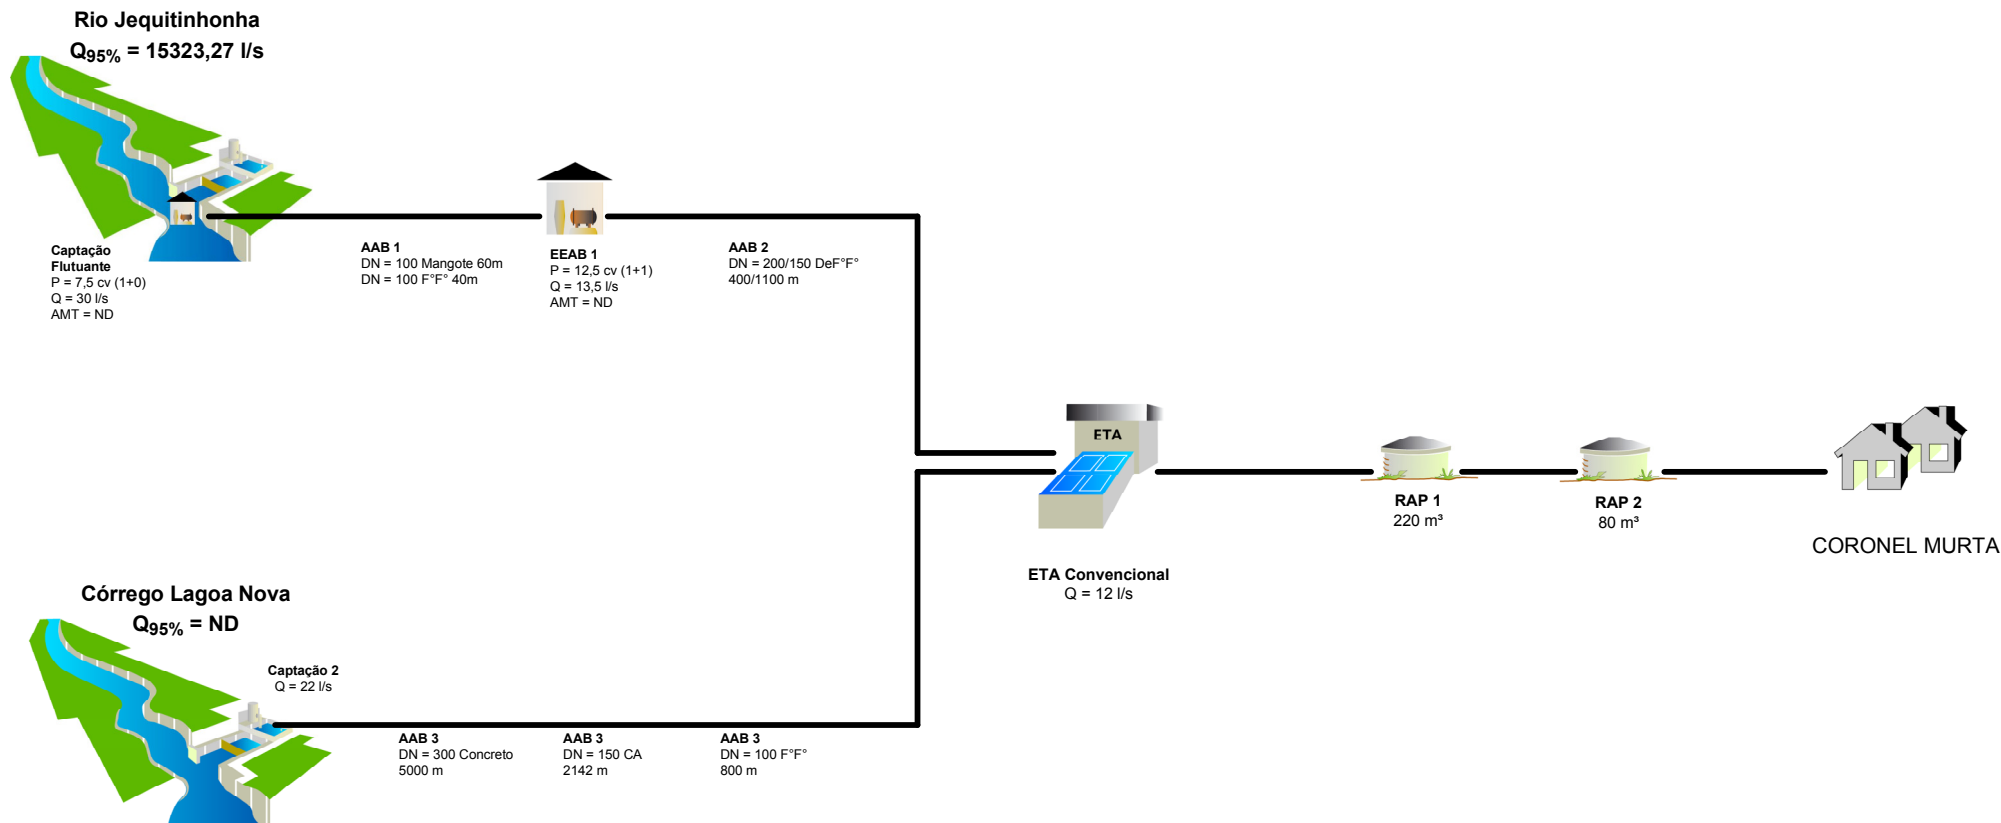 Rio Jequitinhonha
Q95% = 15323,27 l/s
Captação
Flutuante
P = 7,5 cv (1+0)
Q = 30 l/s
AMT = ND
AAB 1
DN = 100 Mangote 60m
DN = 100 F°F° 40m
EEAB 1
P = 12,5 cv (1+1)
Q = 13,5 l/s
AMT = ND
AAB 2
DN = 200/150 DeF°F°
400/1100 m
ETA
ETA Convencional
Q = 12 l/s
RAP 1
220 m³
RAP 2
80 m³
CORONEL MURTA
Córrego Lagoa Nova
Q95% = ND
Captação 2
Q = 22 l/s
AAB 3
DN = 300 Concreto
5000 m
AAB 3
DN = 150 CA
2142 m
AAB 3
DN = 100 F°F°
800 m